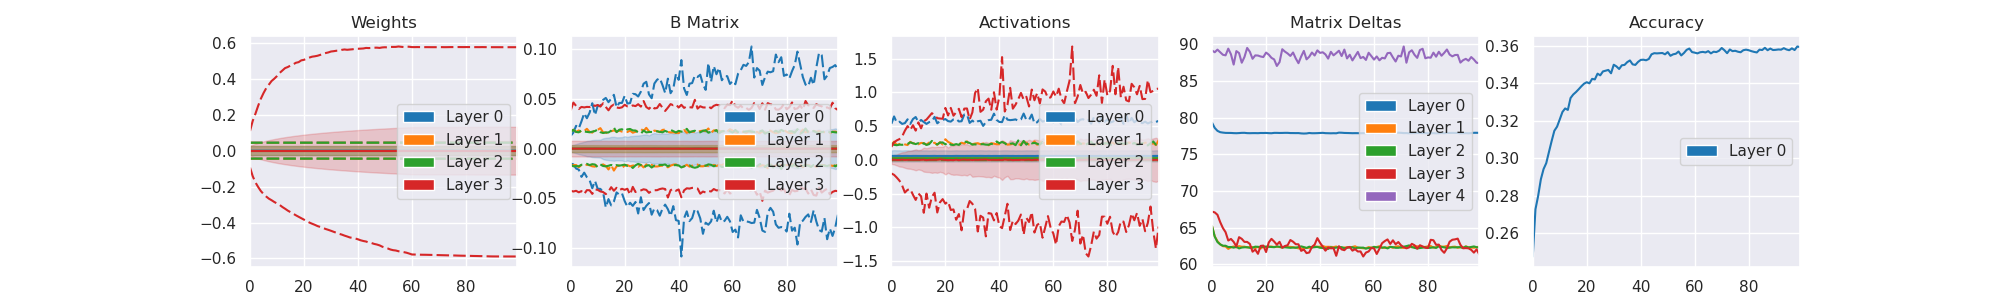 Weights
0.6
0.4
0.2
0.0
−0.2
−0.4
−0.6
0 20 40 60 80
Layer 0
Layer 1
Layer 2
Layer 3
B Matrix
0.10
0.05
0.00
−0.05
−0.10
0 20 40 60 80
Layer 0
Layer 1
Layer 2
Layer 3
Activations
1.5
1.0
0.5
0.0
−0.5
−1.0
−1.5
0 20 40 60 80
Layer 0
Layer 1
Layer 2
Layer 3
Matrix Deltas
90
85
80
75
70
65
60
0 20 40 60 80
Layer 0
Layer 1
Layer 2
Layer 3
Layer 4
Accuracy
0.36
0.34
0.32
0.30
0.28
0.26
0 20 40 60 80
Layer 0